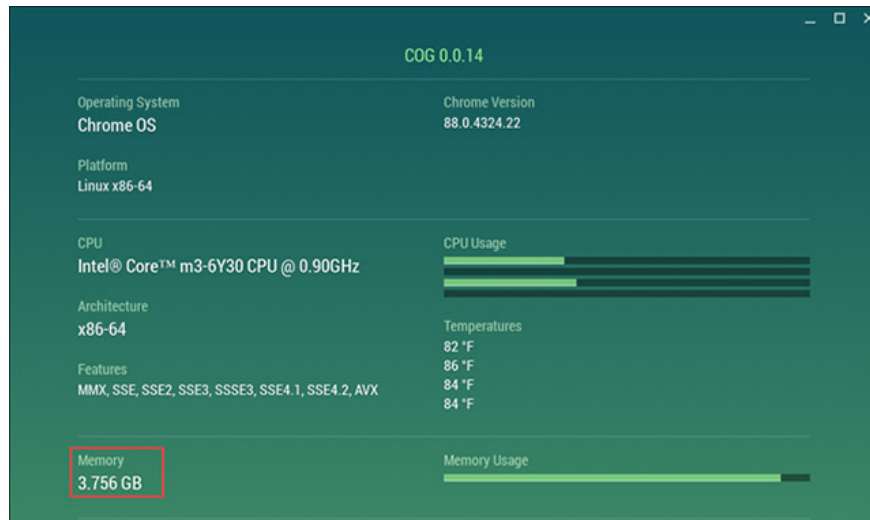 COG 0.0.14
Operating System
Chrome OS
Chrome Version
88.0.4324.22
Platform
Linux x86-64
CPU
Intel® Core™ m3-6Y30 CPU @ 0.90GHz
CPU Usage
Architecture
x86-64
Temperatures
82 °F
86 °F
84 °F
84 °F
Features
MMX, SSE, SSE2, SSE3, SSSE3, SSE4.1, SSE4.2, AVX
Memory
3.756 GB
Memory Usage